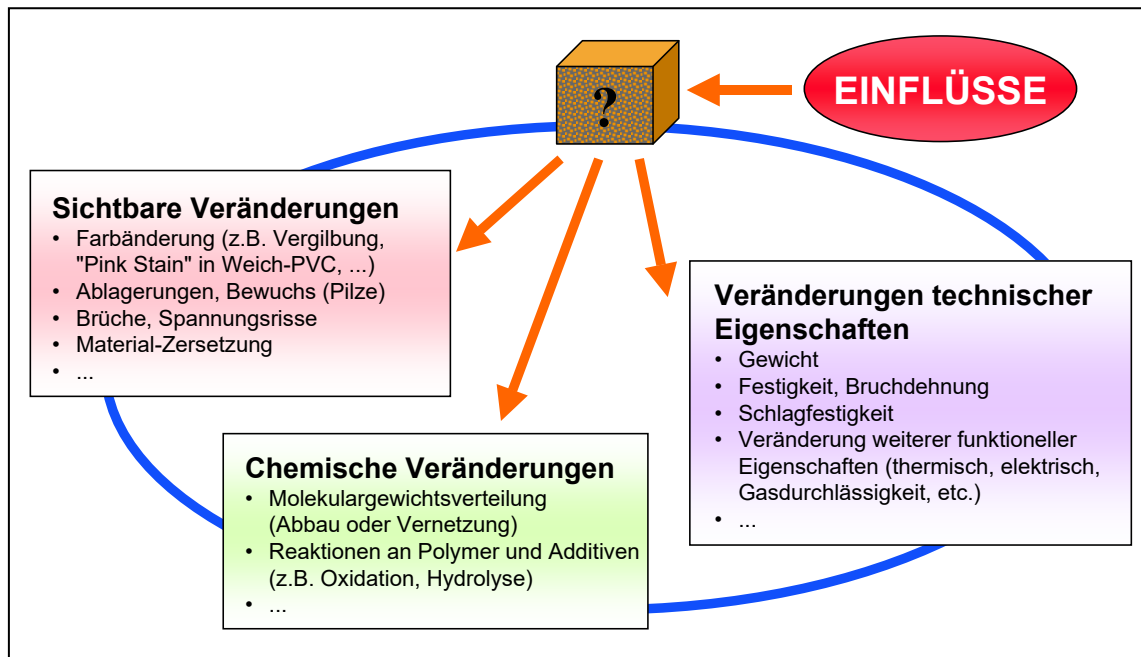 ?
EINFLÜSSE
Sichtbare Veränderungen
• Farbänderung (z.B. Vergilbung,
"Pink Stain" in Weich-PVC, ...)
• Ablagerungen, Bewuchs (Pilze)
• Brüche, Spannungsrisse
• Material-Zersetzung
• ...
Veränderungen technischer
Eigenschaften
• Gewicht
• Festigkeit, Bruchdehnung
• Schlagfestigkeit
• Veränderung weiterer funktioneller
Eigenschaften (thermisch, elektrisch,
Gasdurchlässigkeit, etc.)
• ...
Chemische Veränderungen
• Molekulargewichtsverteilung
(Abbau oder Vernetzung)
• Reaktionen an Polymer und Additiven
(z.B. Oxidation, Hydrolyse)
• ...